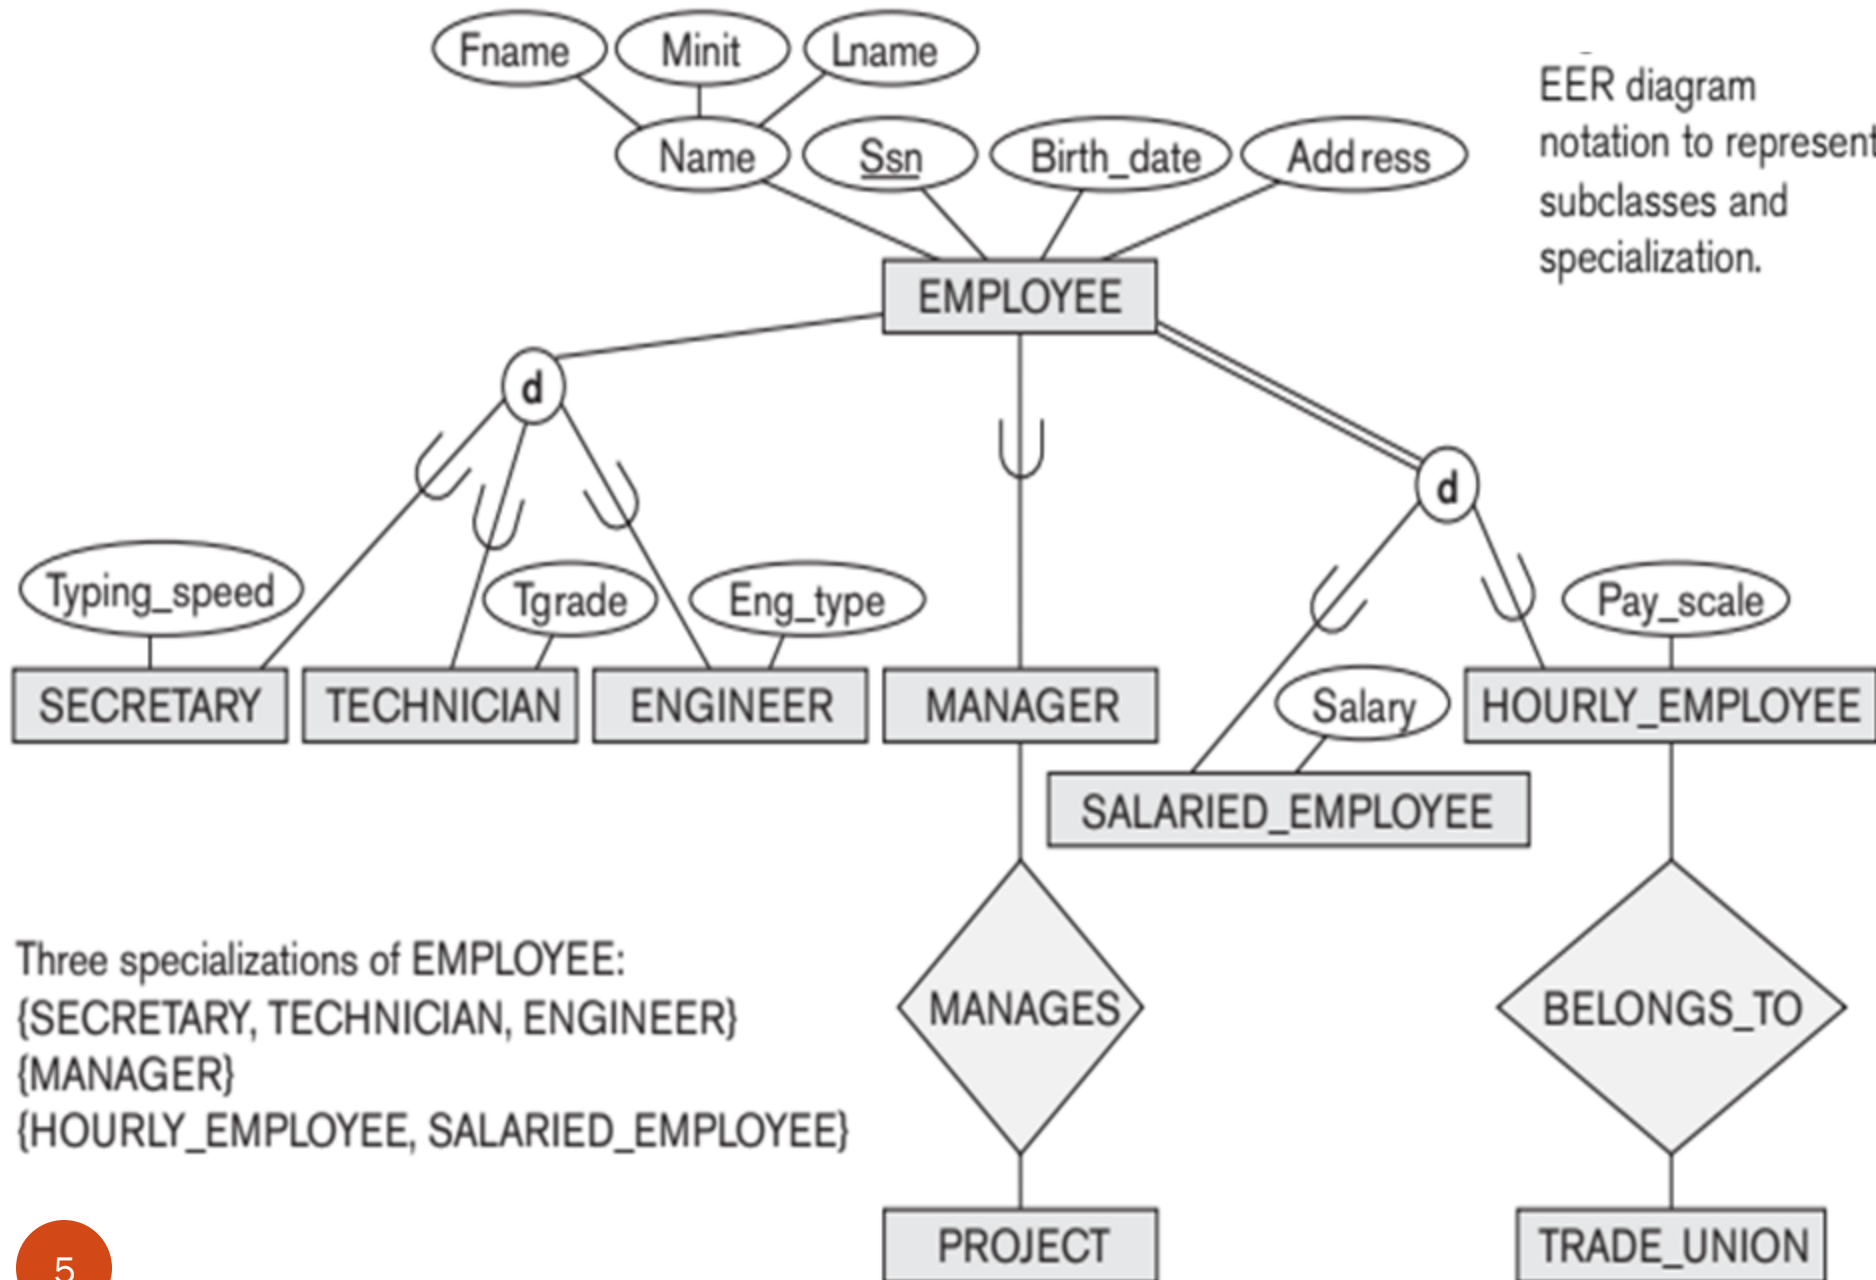 Fname Minit Lname
EER diagram
notation to represent
subclasses and
specialization.
Name Ssn Birth_date Address
EMPLOYEE
d
d
Typing_speed Tgrade Eng_type Pay_scale
SECRETARY TECHNICIAN ENGINEER MANAGER Salary HOURLY_EMPLOYEE
SALARIED_EMPLOYEE
Three specializations of EMPLOYEE:
{SECRETARY, TECHNICIAN, ENGINEER}
{MANAGER}
{HOURLY_EMPLOYEE, SALARIED_EMPLOYEE}
MANAGES BELONGS_TO
PROJECT TRADE_UNION
5